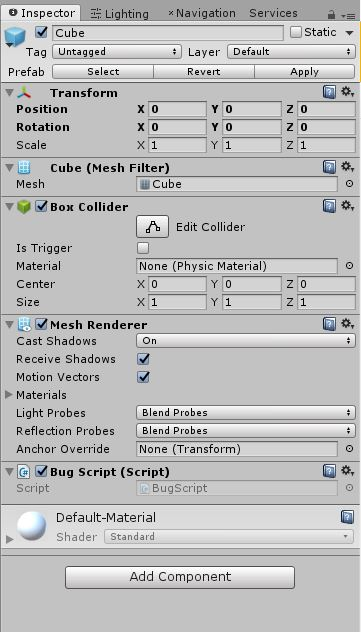 Inspector Lighting Navigation Services
Cube Static
Tag Untagged Layer Default
Prefab Select Revert Apply
Transform
Position X 0 Y 0 Z 0
Rotation X 0 Y 0 Z 0
Scale X 1 Y 1 Z 1
Cube (Mesh Filter)
Mesh Cube
Box Collider
Edit Collider
Is Trigger
Material None (Physic Material)
Center X 0 Y 0 Z 0
Size X 1 Y 1 Z 1
Mesh Renderer
Cast Shadows On
Receive Shadows
Motion Vectors
Materials
Light Probes Blend Probes
Reflection Probes Blend Probes
Anchor Override None (Transform)
Bug Script (Script)
Script BugScript
Default-Material
Shader Standard
Add Component